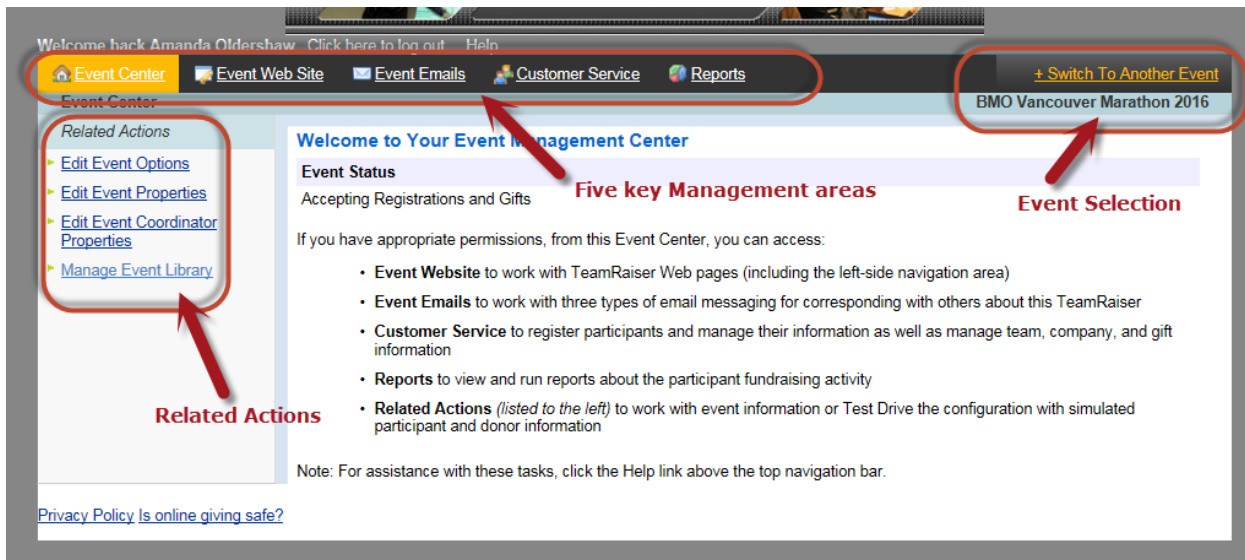 Welcome back Amanda Oldershaw Click here to log out Help
Event Center Event Web Site Event Emails Customer Service Reports + Switch To Another Event
Event Center BMO Vancouver Marathon 2016
Related Actions
Edit Event Options
Edit Event Properties
Edit Event Coordinator
Properties
Manage Event Library
Related Actions
Welcome to Your Event Management Center
Event Status
Accepting Registrations and Gifts
Five key Management areas
Event Selection
If you have appropriate permissions, from this Event Center, you can access:
• Event Website to work with TeamRaiser Web pages (including the left-side navigation area)
• Event Emails to work with three types of email messaging for corresponding with others about this TeamRaiser
• Customer Service to register participants and manage their information as well as manage team, company, and gift
information
• Reports to view and run reports about the participant fundraising activity
• Related Actions (listed to the left) to work with event information or Test Drive the configuration with simulated
participant and donor information
Note: For assistance with these tasks, click the Help link above the top navigation bar.
Privacy Policy Is online giving safe?